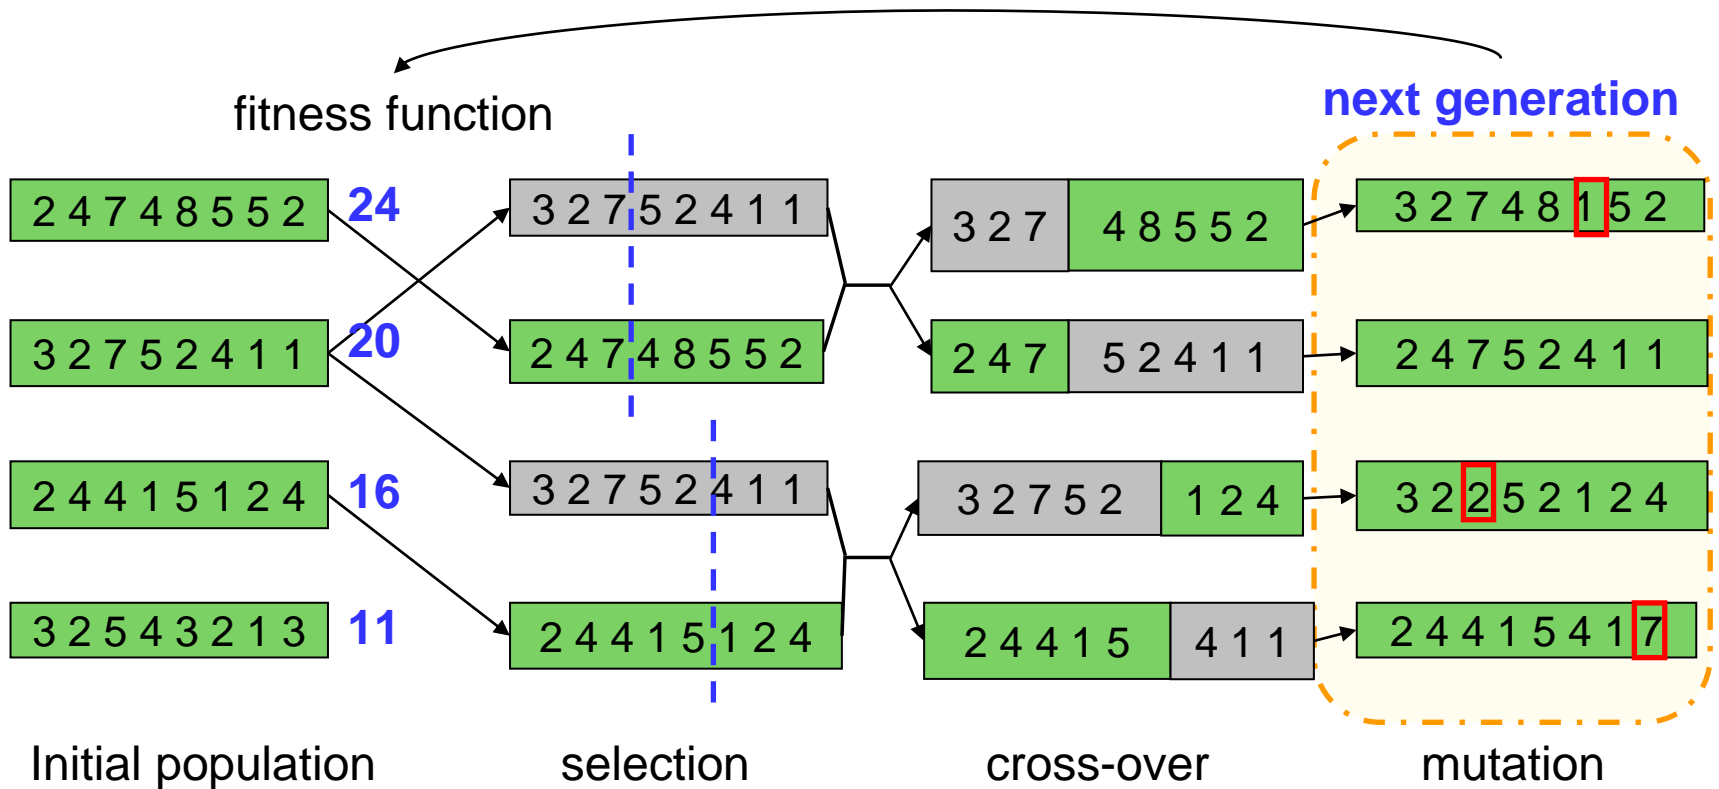 fitness function
next generation
2 4 7 4 8 5 5 2 24 3 2 7 5 2 4 1 1 3 2 7 4 8 5 5 2 3 2 7 4 8 1 5 2
3 2 7 5 2 4 1 1 20 2 4 7 4 8 5 5 2 2 4 7 5 2 4 1 1 2 4 7 5 2 4 1 1
2 4 4 1 5 1 2 4 16 3 2 7 5 2 4 1 1 3 2 7 5 2 1 2 4 3 2 2 5 2 1 2 4
3 2 5 4 3 2 1 3 11 2 4 4 1 5 1 2 4 2 4 4 1 5 4 1 1 2 4 4 1 5 4 1 7
Initial population selection cross-over mutation